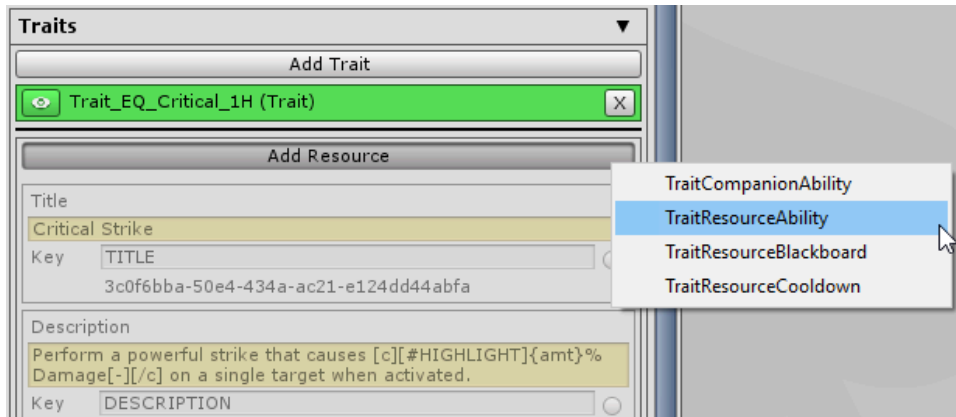 Traits
Add Trait
Trait_EQ_Critical_1H (Trait)
X
Add Resource
Title
Critical Strike
Key TITLE
3c0f6bba-50e4-434a-ac21-e124dd44abfa
Description
Perform a powerful strike that causes [c][#HIGHLIGHT]{amt}%
Damage[-][/c] on a single target when activated.
Key DESCRIPTION
TraitCompanionAbility
TraitResourceAbility
TraitResourceBlackboard
TraitResourceCooldown